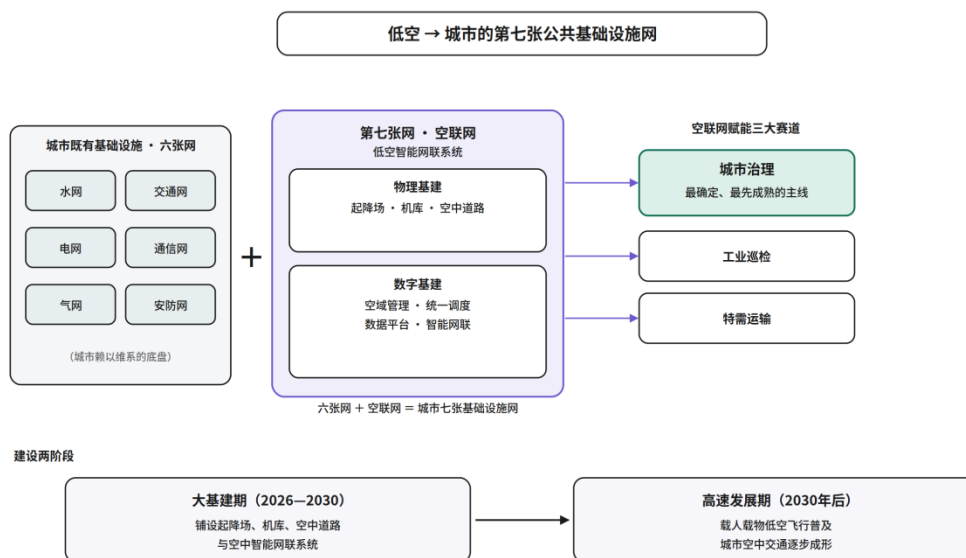 低空 → 城市的第七张公共基础设施网
城市既有基础设施 · 六张网
水网
交通网
电网
通信网
气网
安防网
（城市赖以维系的底盘）
+
第七张网 · 空联网
低空智能网联系统
物理基建
起降场 · 机库 · 空中道路
数字基建
空域管理 · 统一调度
数据平台 · 智能网联
六张网 ＋ 空联网 ＝ 城市七张基础设施网
空联网赋能三大赛道
城市治理
最确定、最先成熟的主线
工业巡检
特需运输
建设两阶段
大基建期（2026—2030）
铺设起降场、机库、空中道路
与空中智能网联系统
高速发展期（2030年后）
载人载物低空飞行普及
城市空中交通逐步成形